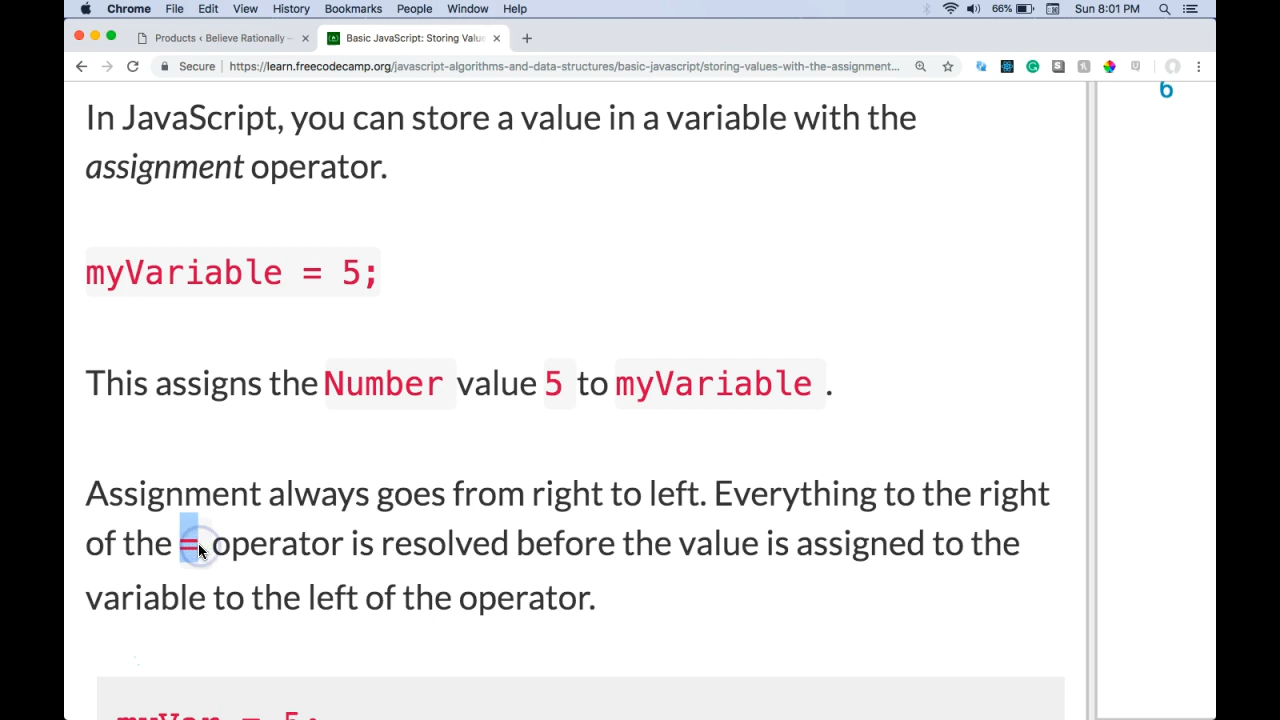 Chrome File Edit View History Bookmarks People Window Help 66% Sun 8:01 PM
Products ‹ Believe Rationally — Basic JavaScript: Storing Value
Secure https://learn.freecodecamp.org/javascript-algorithms-and-data-structures/basic-javascript/storing-values-with-the-assignment...
6
In JavaScript, you can store a value in a variable with the
assignment operator.
myVariable = 5;
This assigns the Number value 5 to myVariable .
Assignment always goes from right to left. Everything to the right
of the = operator is resolved before the value is assigned to the
variable to the left of the operator.
myVar = 5;